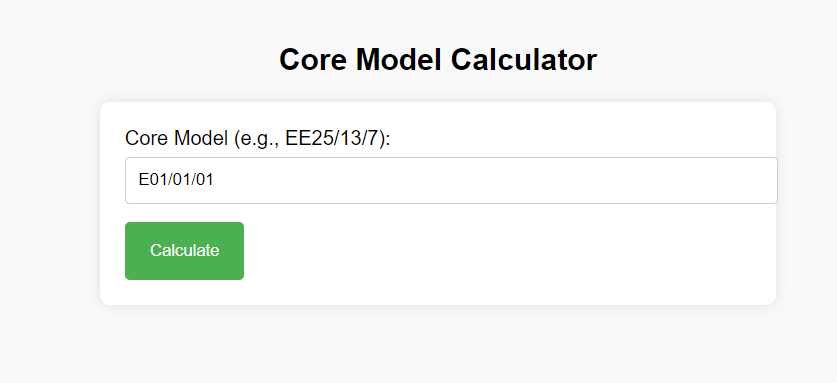 Core Model Calculator
Core Model (e.g., EE25/13/7):
E01/01/01
Calculate